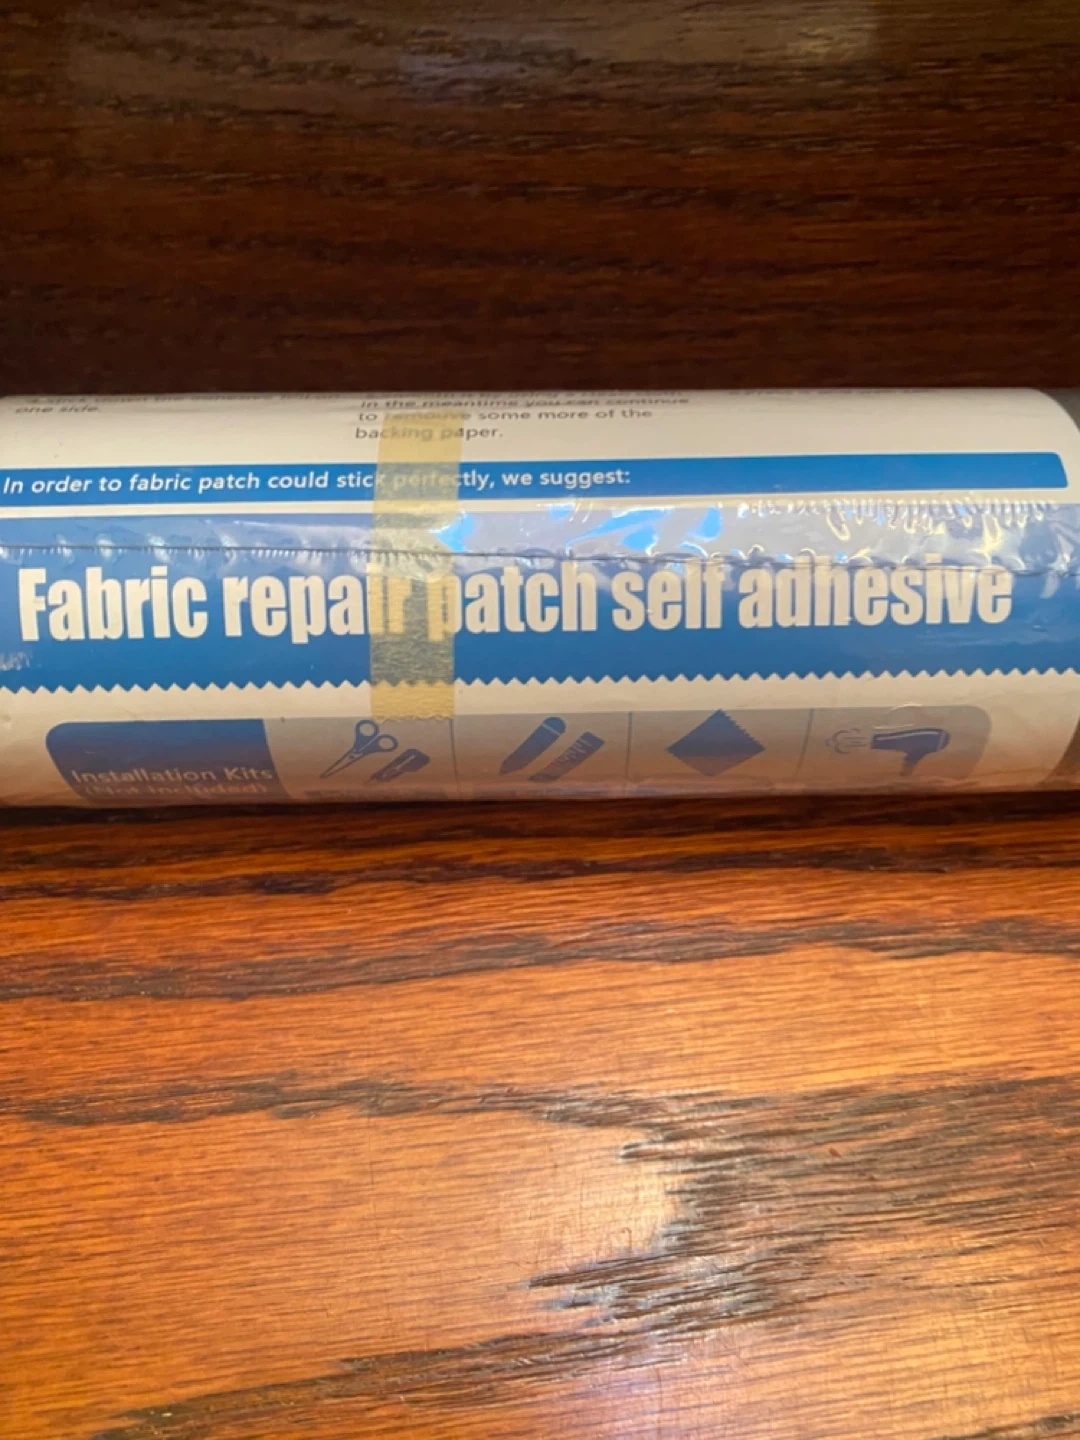 one side.
in the meantime you can continue
to remouve some more of the
backing paper.
In order to fabric patch could stick perfectly, we suggest:
Fabric repair patch self adhesive
Installation Kits
(Not included)